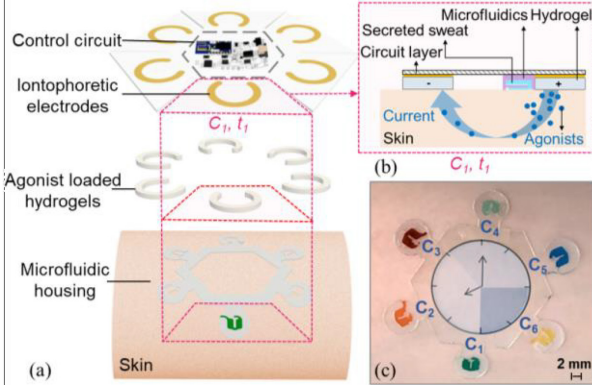 Control circuit
Iontophoretic
electrodes
C1, t1
Agonist loaded
hydrogels
Microfluidic
housing
T
Skin
(a)
Microfluidics Hydrogel
Secreted sweat
Circuit layer
-
+
Current
Skin
Agonists
(b)
C1, t1
C4
C3
C5
C2
C6
C1
2 mm
(c)